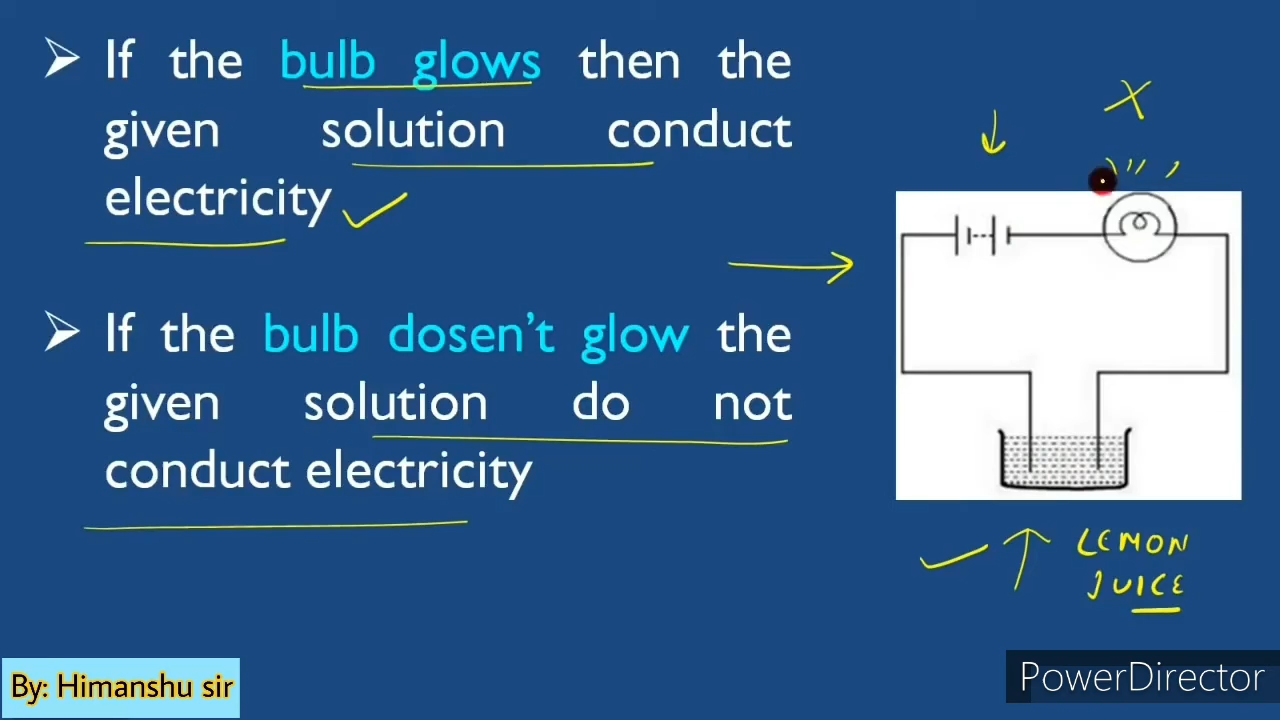 If the bulb glows then the
given solution conduct
electricity
If the bulb dosen't glow the
given solution do not
conduct electricity
LEMON
JUICE
By: Himanshu sir
PowerDirector